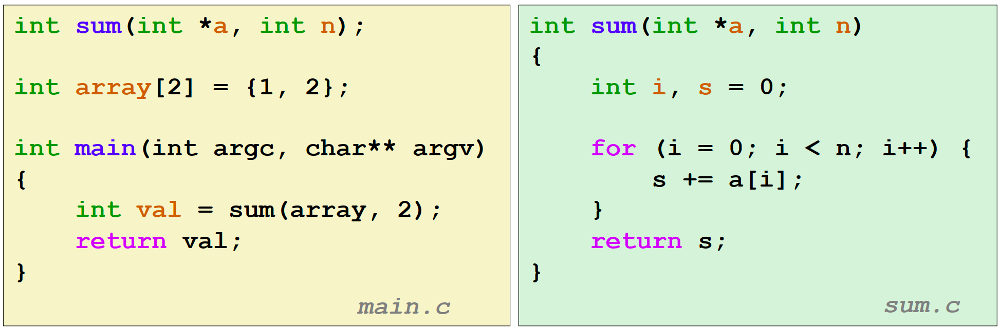 int sum(int *a, int n);
int array[2] = {1, 2};
int main(int argc, char** argv)
{
    int val = sum(array, 2);
    return val;
}
main.c
int sum(int *a, int n)
{
    int i, s = 0;
    for (i = 0; i < n; i++) {
        s += a[i];
    }
    return s;
}
sum.c